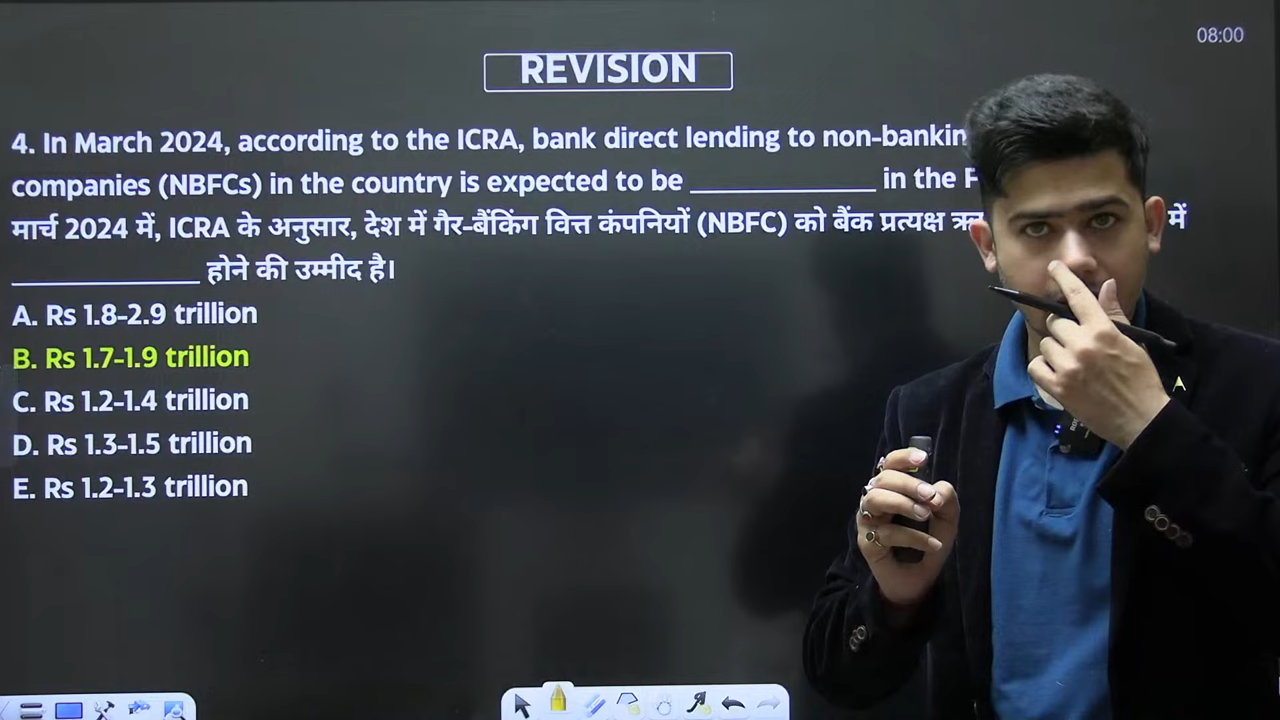 08:00
REVISION
4. In March 2024, according to the ICRA, bank direct lending to non-bankin
companies (NBFCs) in the country is expected to be ____________ in the F
मार्च 2024 में, ICRA के अनुसार, देश में गैर-बैंकिंग वित्त कंपनियों (NBFC) को बैंक प्रत्यक्ष में
____________ होने की उम्मीद है।
A. Rs 1.8-2.9 trillion
B. Rs 1.7-1.9 trillion
C. Rs 1.2-1.4 trillion
D. Rs 1.3-1.5 trillion
E. Rs 1.2-1.3 trillion